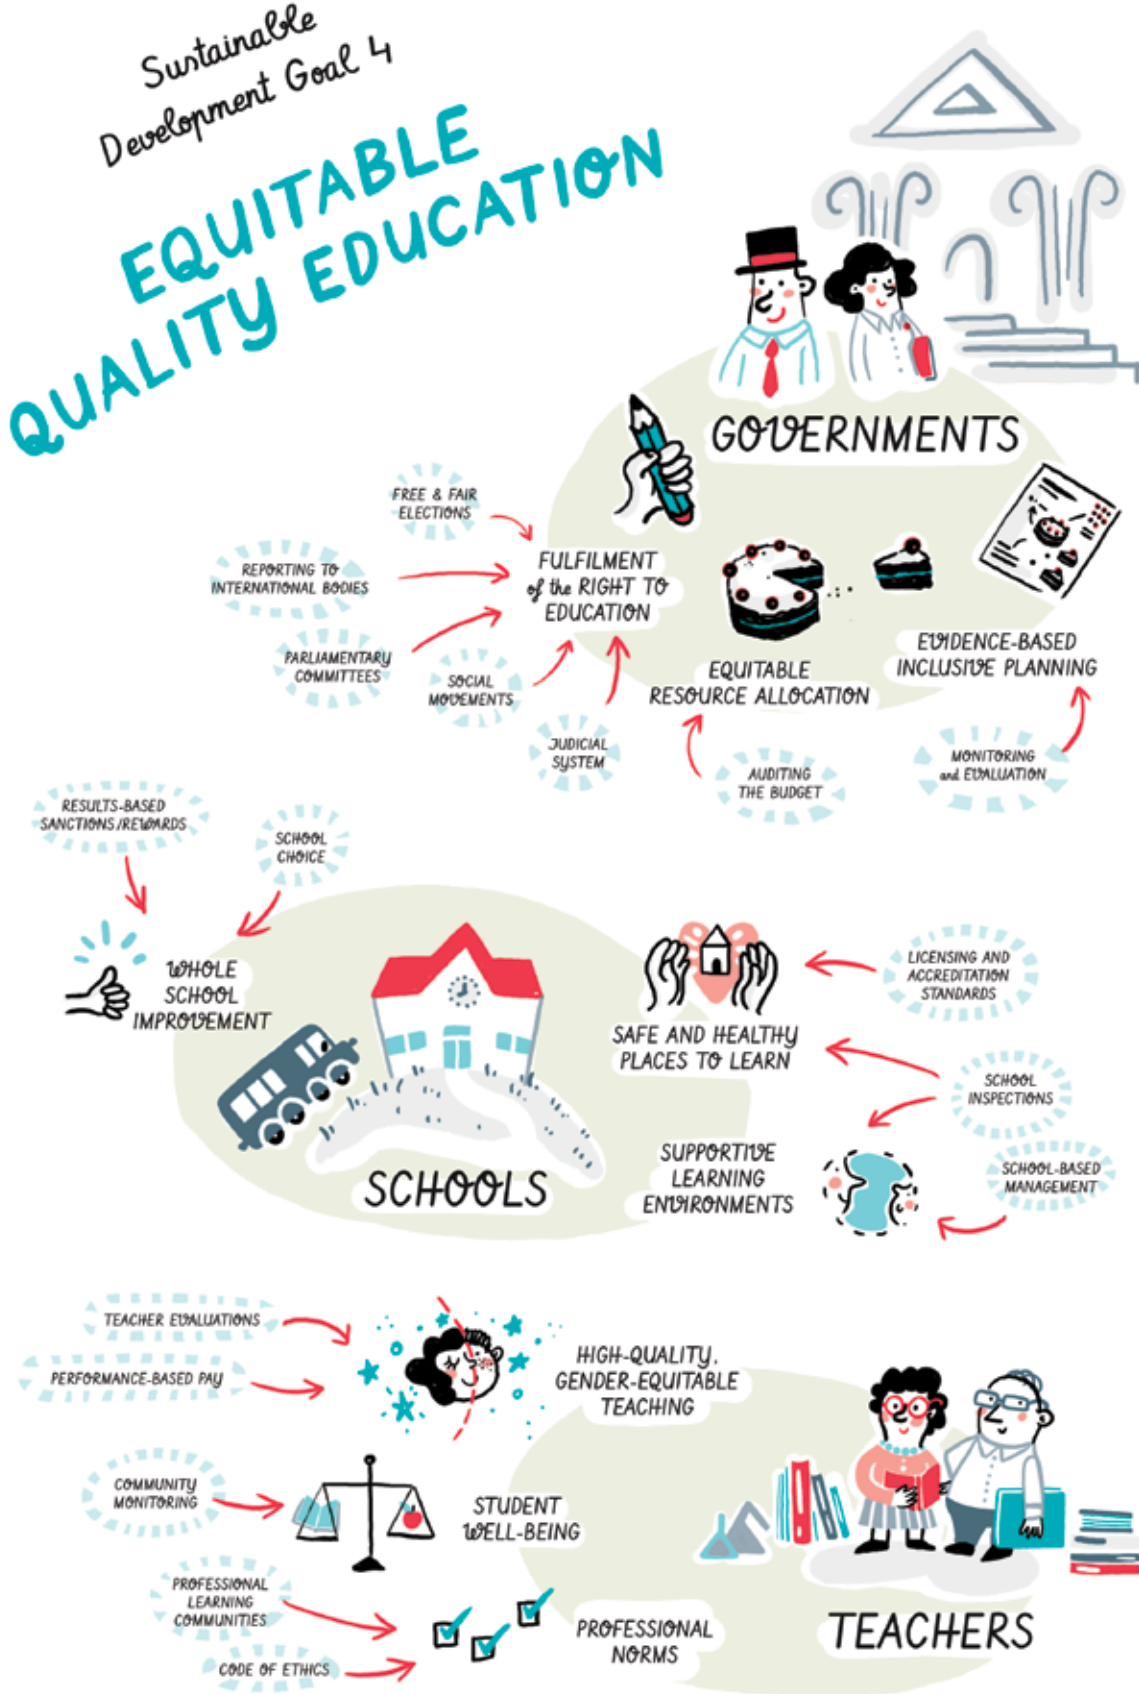 Sustainable
Development Goal 4
EQUITABLE
QUALITY EDUCATION
GOVERNMENTS
FREE & FAIR
ELECTIONS
REPORTING TO
INTERNATIONAL BODIES
FULFILMENT
of the RIGHT TO
EDUCATION
PARLIAMENTARY
COMMITTEES
SOCIAL
MOVEMENTS
JUDICIAL
SYSTEM
EQUITABLE
RESOURCE ALLOCATION
EVIDENCE-BASED
INCLUSIVE PLANNING
AUDITING
THE BUDGET
MONITORING
and EVALUATION
RESULTS-BASED
SANCTIONS/REWARDS
SCHOOL
CHOICE
WHOLE
SCHOOL
IMPROVEMENT
SCHOOLS
SAFE AND HEALTHY
PLACES TO LEARN
LICENSING AND
ACCREDITATION
STANDARDS
SCHOOL
INSPECTIONS
SUPPORTIVE
LEARNING
ENVIRONMENTS
SCHOOL-BASED
MANAGEMENT
TEACHER EVALUATIONS
PERFORMANCE-BASED PAY
HIGH-QUALITY,
GENDER-EQUITABLE
TEACHING
COMMUNITY
MONITORING
STUDENT
WELL-BEING
PROFESSIONAL
LEARNING
COMMUNITIES
CODE OF ETHICS
PROFESSIONAL
NORMS
TEACHERS